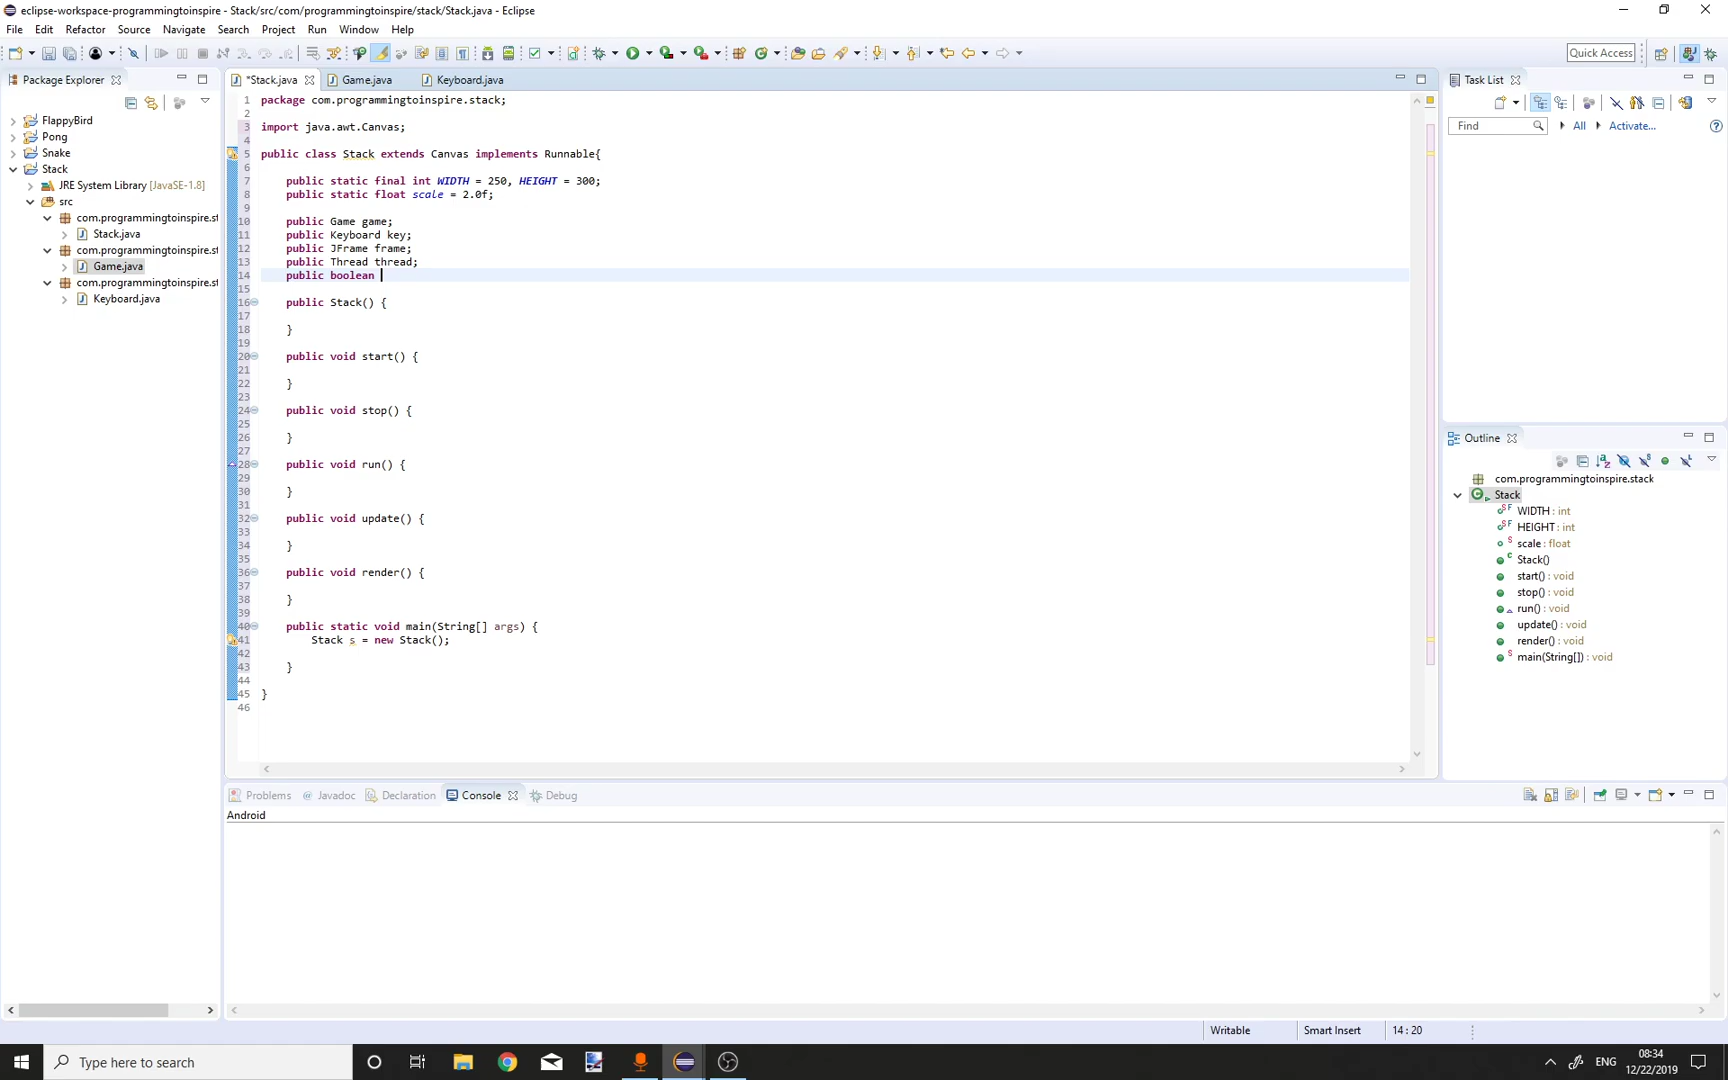 eclipse-workspace-programmingtoinspire - Stack/src/com/programmingtoinspire/stack/Stack.java - Eclipse
File Edit Refactor Source Navigate Search Project Run Window Help
Quick Access
Package Explorer
FlappyBird
Pong
Snake
Stack
JRE System Library [JavaSE-1.8]
src
com.programmingtoinspire.st
Stack.java
com.programmingtoinspire.st
Game.java
com.programmingtoinspire.st
Keyboard.java
*Stack.java Game.java Keyboard.java
1 package com.programmingtoinspire.stack;
2
3 import java.awt.Canvas;
4
5 public class Stack extends Canvas implements Runnable{
6
7 public static final int WIDTH = 250, HEIGHT = 300;
8 public static float scale = 2.0f;
9
10 public Game game;
11 public Keyboard key;
12 public JFrame frame;
13 public Thread thread;
14 public boolean
15
16 public Stack() {
17
18 }
19
20 public void start() {
21
22 }
23
24 public void stop() {
25
26 }
27
28 public void run() {
29
30 }
31
32 public void update() {
33
34 }
35
36 public void render() {
37
38 }
39
40 public static void main(String[] args) {
41 Stack s = new Stack();
42
43 }
44
45 }
46
Task List
Find All Activate...
Outline
com.programmingtoinspire.stack
Stack
WIDTH : int
HEIGHT : int
scale : float
Stack()
start() : void
stop() : void
run() : void
update() : void
render() : void
main(String[]) : void
Problems Javadoc Declaration Console Debug
Android
Writable Smart Insert 14 : 20
Type here to search
ENG
08:34
12/22/2019